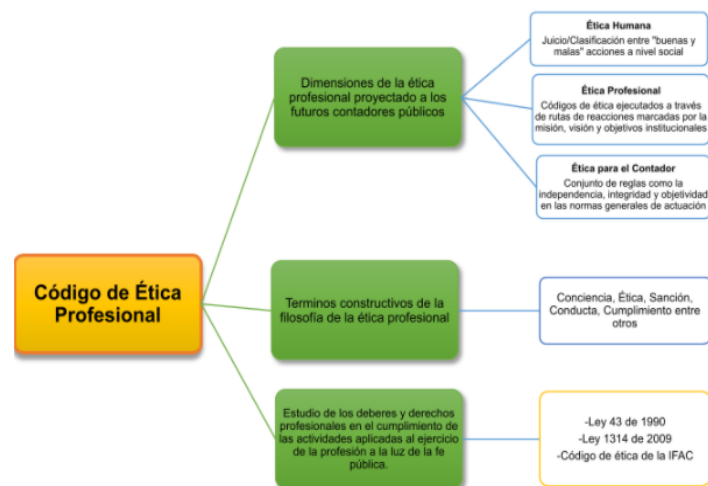 Código de Ética
Profesional
Dimensiones de la ética
profesional proyectado a los
futuros contadores públicos
Ética Humana
Juicio/Clasificación entre "buenas y
malas" acciones a nivel social
Ética Profesional
Códigos de ética ejecutados a través
de rutas de reacciones marcadas por la
misión, visión y objetivos institucionales
Ética para el Contador
Conjunto de reglas como la
independencia, integridad y objetividad
en las normas generales de actuación
Terminos constructivos de la
filosofía de la ética profesional
Conciencia, Ética, Sanción,
Conducta, Cumplimiento entre
otros
Estudio de los deberes y derechos
profesionales en el cumplimiento de
las actividades aplicadas al ejercicio
de la profesión a la luz de la fe
pública.
-Ley 43 de 1990
-Ley 1314 de 2009
-Código de ética de la IFAC